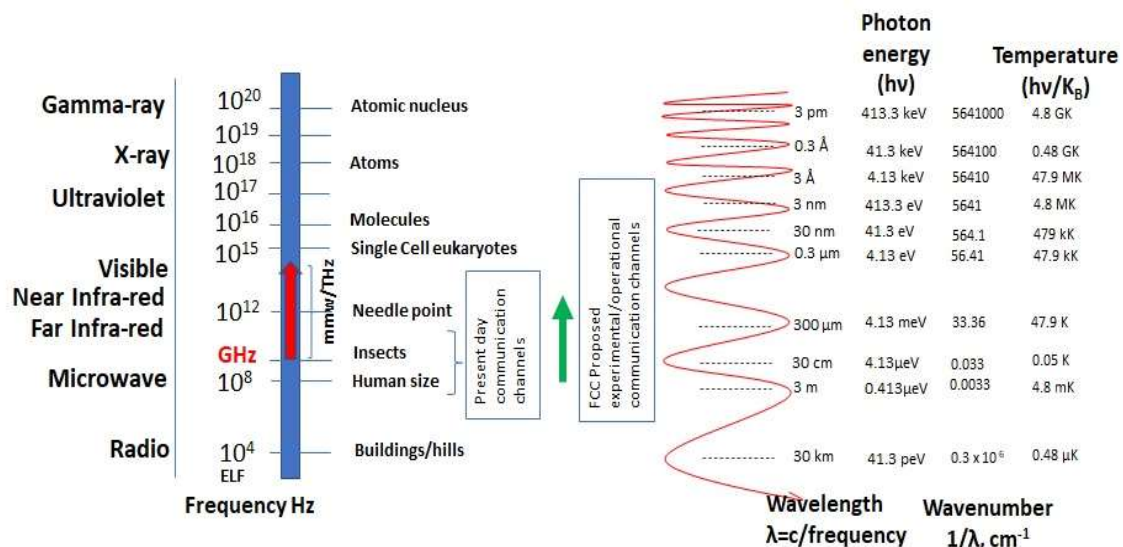 Photon
energy
(hν)
Temperature
(hν/K_B)
Gamma-ray
10^20
Atomic nucleus
3 pm
413.3 keV
5641000
4.8 GK
10^19
X-ray
10^18
Atoms
0.3 Å
41.3 keV
564100
0.48 GK
Ultraviolet
10^17
3 Å
4.13 keV
56410
47.9 MK
10^16
Molecules
3 nm
413.3 eV
5641
4.8 MK
10^15
Single Cell eukaryotes
30 nm
41.3 eV
564.1
479 kK
Visible
0.3 μm
4.13 eV
56.41
47.9 kK
Near Infra-red
mmw/THz
10^12
Needle point
Far Infra-red
300 μm
4.13 meV
33.36
47.9 K
GHz
Insects
30 cm
4.13μeV
0.033
0.05 K
Microwave
10^8
Human size
3 m
0.413μeV
0.0033
4.8 mK
Present day
communication
channels
FCC Proposed
experimental/operational
communication channels
Radio
10^4
Buildings/hills
30 km
41.3 peV
0.3 x 10^6
0.48 μK
ELF
Frequency Hz
Wavelength
λ=c/frequency
Wavenumber
1/λ, cm^-1